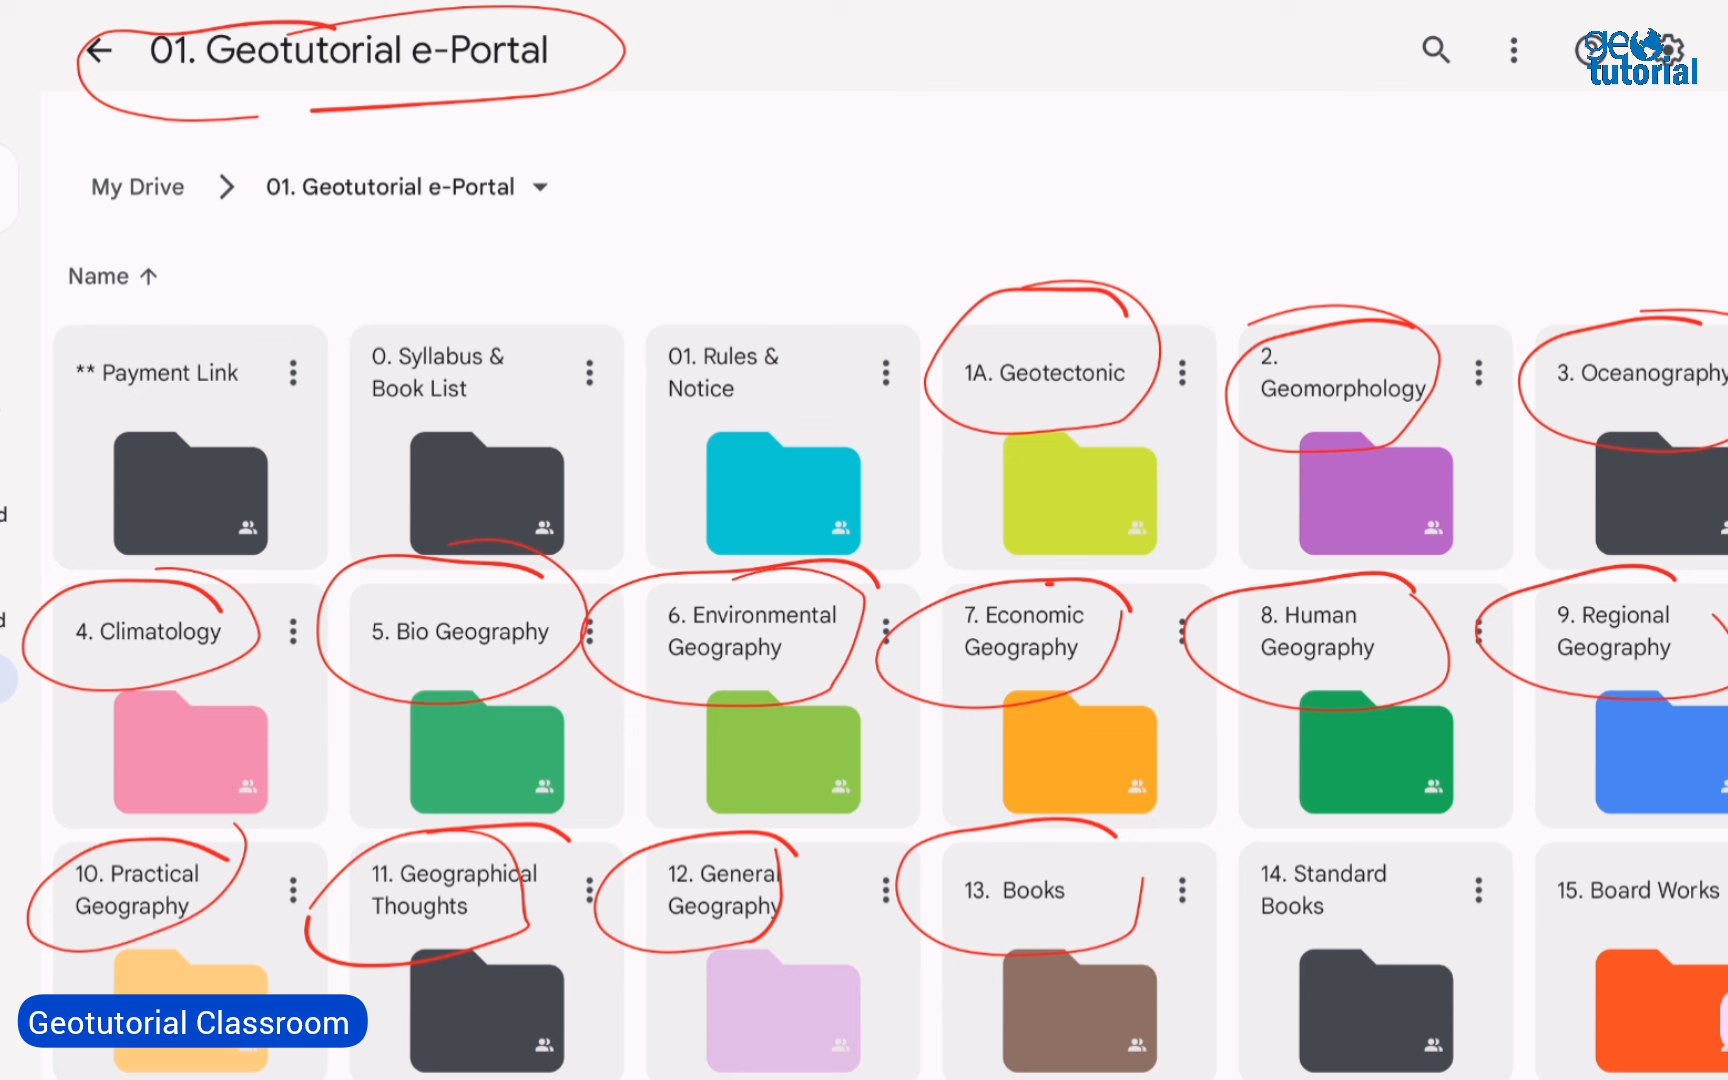 01. Geotutorial e-Portal
geo
tutorial
My Drive
01. Geotutorial e-Portal
Name
** Payment Link
0. Syllabus &
Book List
01. Rules &
Notice
1A. Geotectonic
2.
Geomorphology
3. Oceanography
4. Climatology
5. Bio Geography
6. Environmental
Geography
7. Economic
Geography
8. Human
Geography
9. Regional
Geography
10. Practical
Geography
11. Geographical
Thoughts
12. General
Geography
13. Books
14. Standard
Books
15. Board Works
Geotutorial Classroom